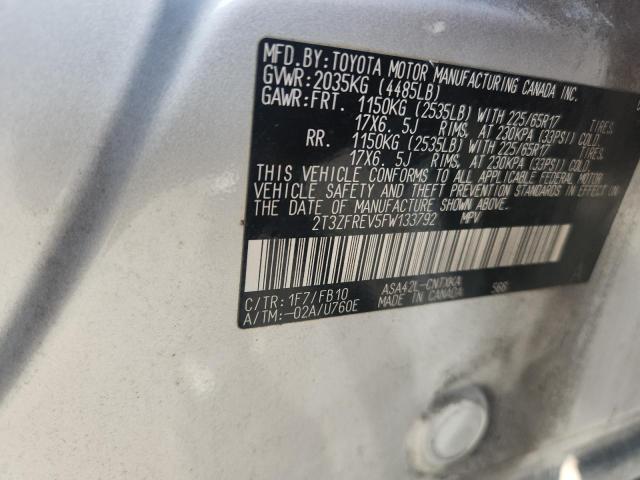 MFD.BY:TOYOTA MOTOR MANUFACTURING CANADA INC.
GVWR:2035KG (4485LB)
GAWR:FRT. 1150KG (2535LB) WITH 225/65R17 TIRES,
17X6.5J RIMS, AT 230KPA (33PSI) COLD.
RR. 1150KG (2535LB) WITH 225/65R17 TIRES,
17X6.5J RIMS, AT 230KPA (33PSI) COLD.
THIS VEHICLE CONFORMS TO ALL APPLICABLE FEDERAL MOTOR
VEHICLE SAFETY AND THEFT PREVENTION STANDARDS IN EFFECT ON
THE DATE OF MANUFACTURE SHOWN ABOVE.
2T3ZFREV5FW133792 MPV
C/TR:1F7/FB10 ASA42L-CNTXKA
A/TM:-02A/U760E MADE IN CANADA